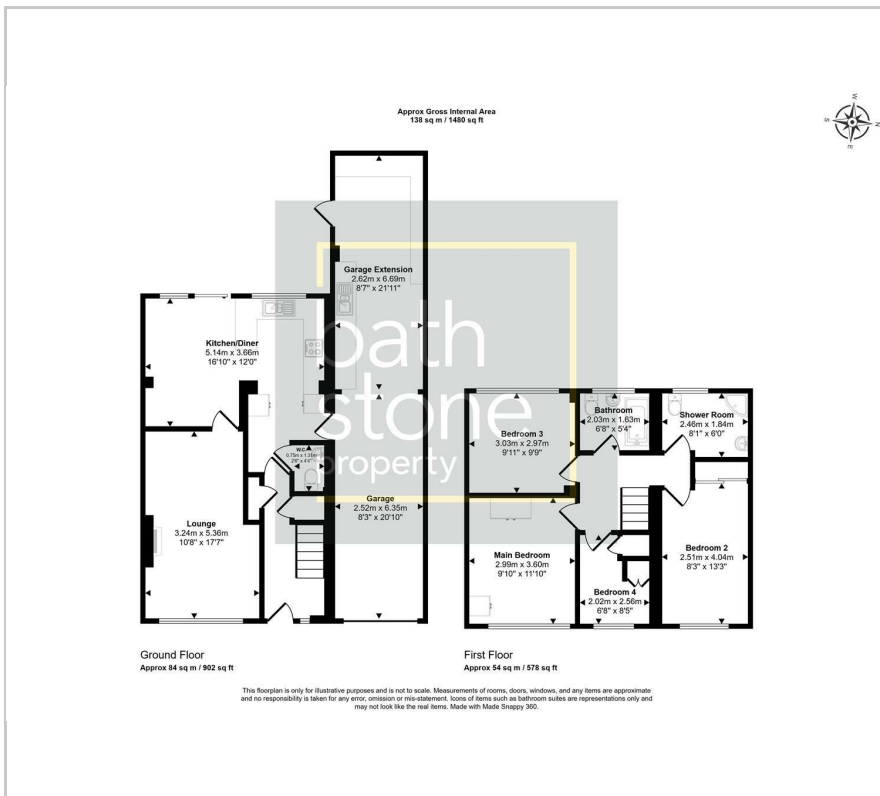 Approx Gross Internal Area
138 sq m / 1480 sq ft
W
S
N
E
Garage Extension
2.62m x 6.69m
8'7" x 21'11"
Kitchen/Diner
5.14m x 3.66m
16'10" x 12'0"
bath
stone
property
W.C.
0.75m x 1.31m
2'6" x 4'4"
Lounge
3.24m x 5.36m
10'8" x 17'7"
Garage
2.52m x 6.35m
8'3" x 20'10"
Bedroom 3
3.03m x 2.97m
9'11" x 9'9"
Bathroom
2.03m x 1.63m
6'8" x 5'4"
Shower Room
2.46m x 1.84m
8'1" x 6'0"
Main Bedroom
2.99m x 3.60m
9'10" x 11'10"
Bedroom 4
2.02m x 2.56m
6'8" x 8'5"
Bedroom 2
2.51m x 4.04m
8'3" x 13'3"
Ground Floor
Approx 84 sq m / 902 sq ft
First Floor
Approx 54 sq m / 578 sq ft
This floorplan is only for illustrative purposes and is not to scale. Measurements of rooms, doors, windows, and any items are approximate
and no responsibility is taken for any error, omission or mis-statement. Icons of items such as bathroom suites are representations only and
may not look like the real items. Made with Made Snappy 360.